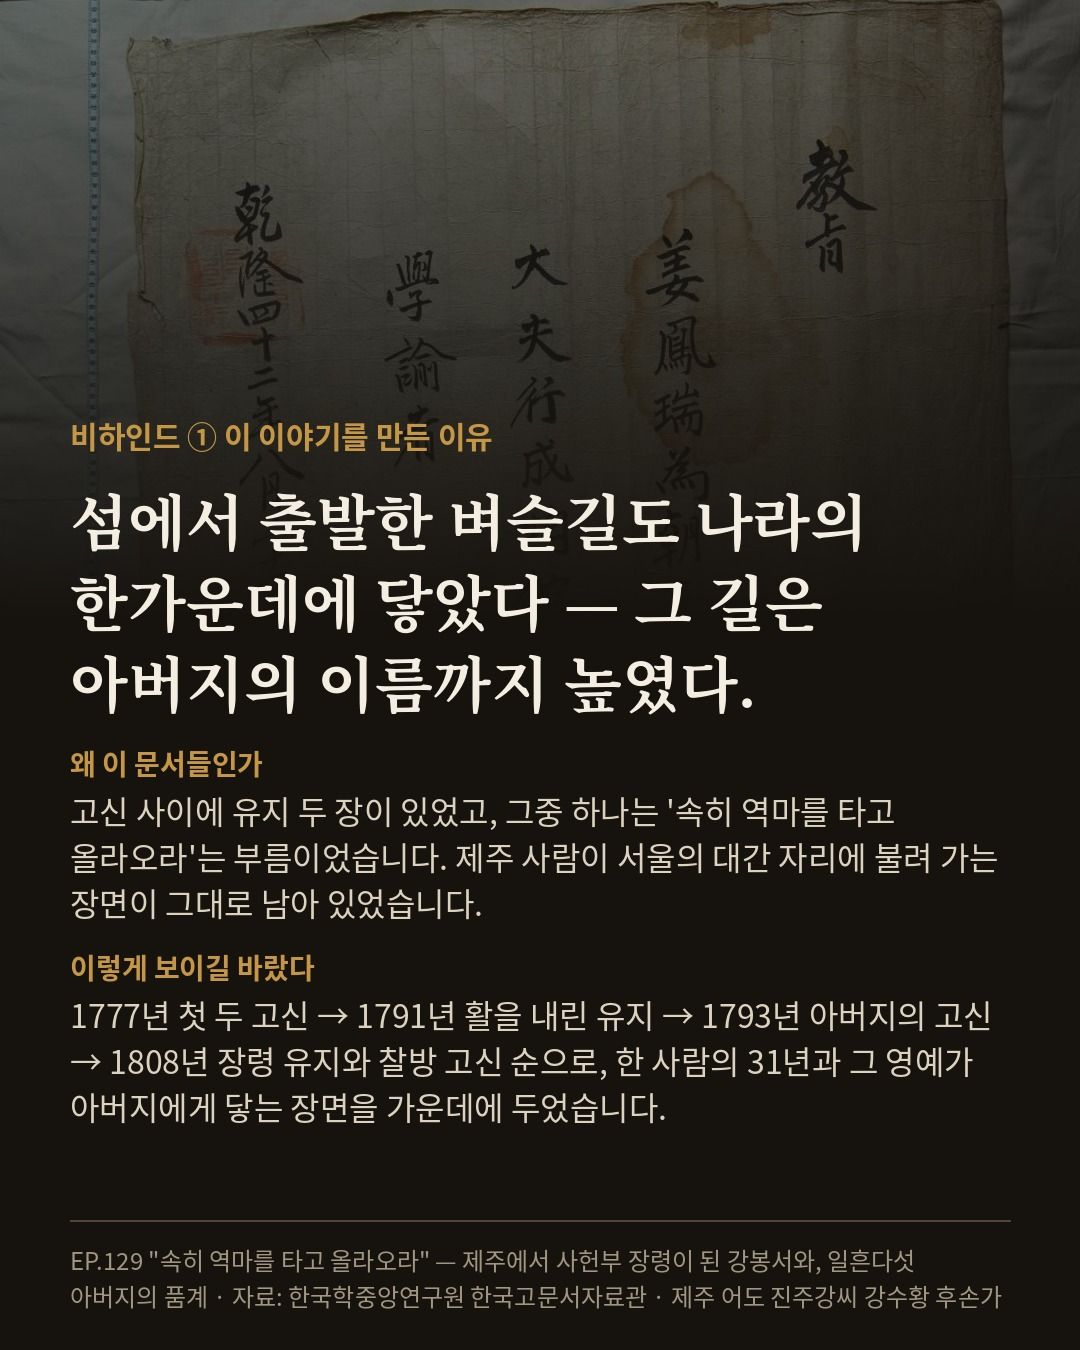 敎旨
姜鳳瑞為朝
大夫行成
學諭者
乾隆四十二年八月
비하인드 ① 이 이야기를 만든 이유
섬에서 출발한 벼슬길도 나라의
한가운데에 닿았다 — 그 길은
아버지의 이름까지 높였다.
왜 이 문서들인가
고신 사이에 유지 두 장이 있었고, 그중 하나는 '속히 역마를 타고
올라오라'는 부름이었습니다. 제주 사람이 서울의 대간 자리에 불려 가는
장면이 그대로 남아 있었습니다.
이렇게 보이길 바랐다
1777년 첫 두 고신 → 1791년 활을 내린 유지 → 1793년 아버지의 고신
→ 1808년 장령 유지와 찰방 고신 순으로, 한 사람의 31년과 그 영예가
아버지에게 닿는 장면을 가운데에 두었습니다.
EP.129 "속히 역마를 타고 올라오라" — 제주에서 사헌부 장령이 된 강봉서와, 일흔다섯
아버지의 품계 · 자료: 한국학중앙연구원 한국고문서자료관 · 제주 어도 진주강씨 강수황 후손가